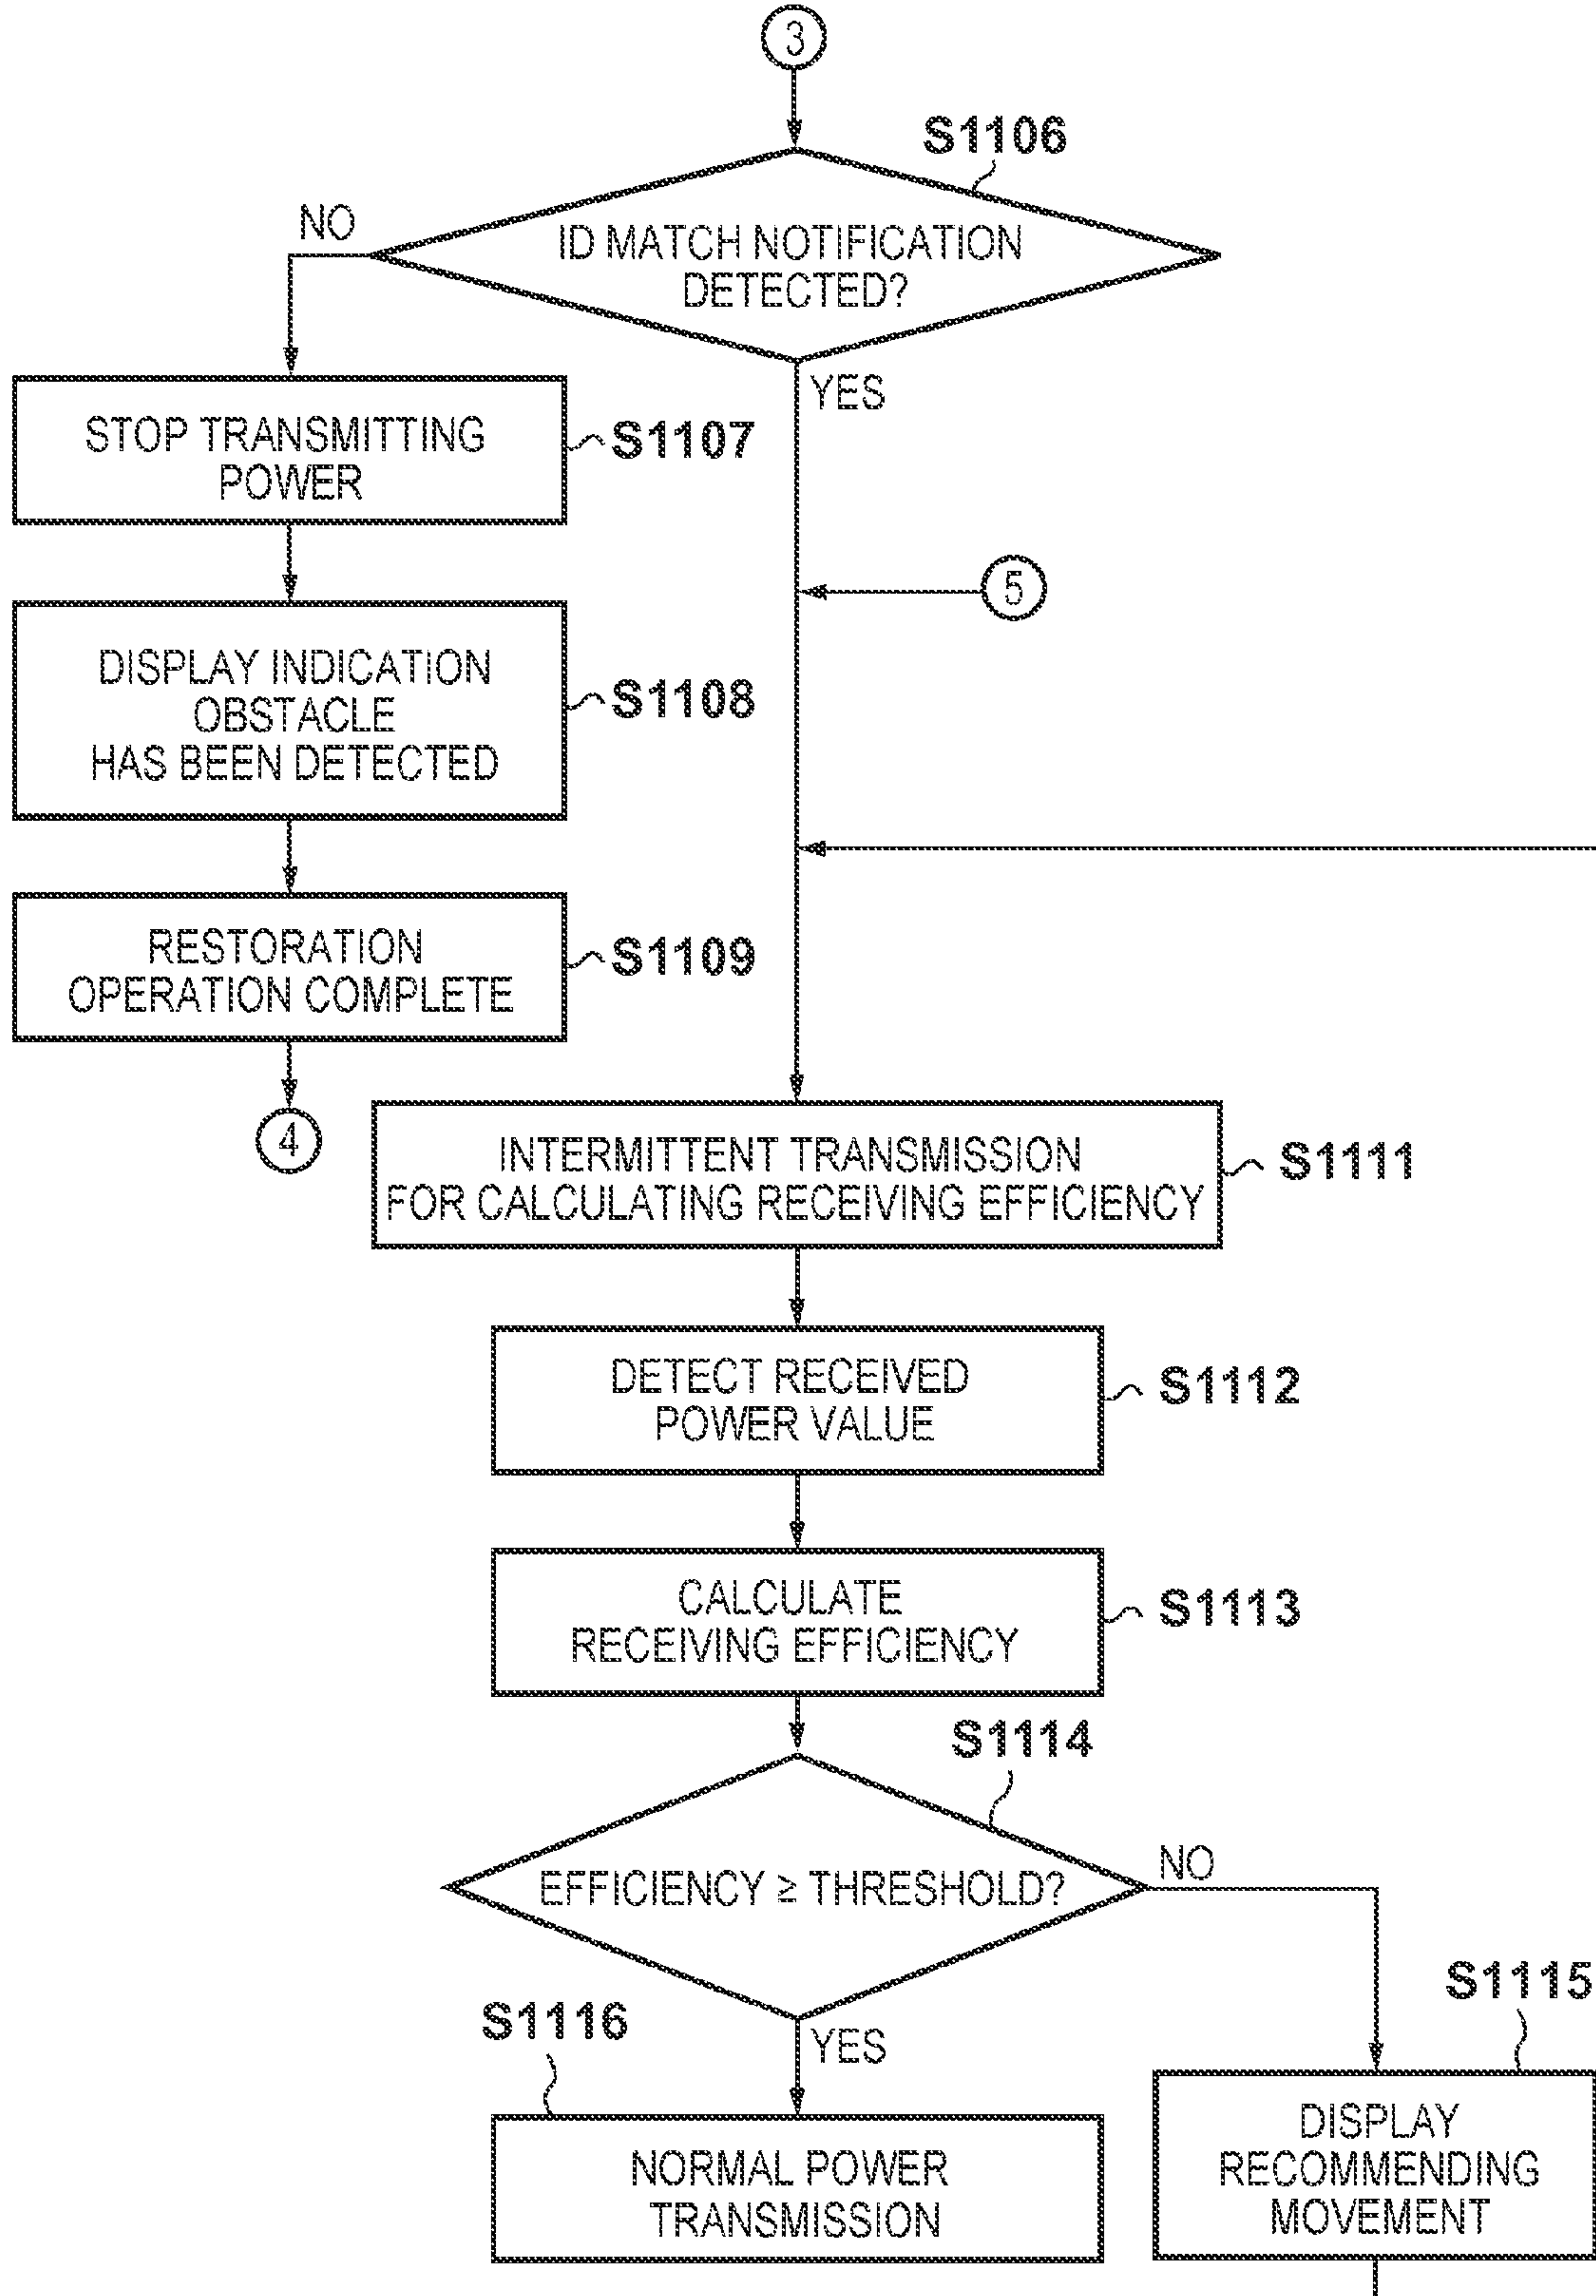 3
S1106
NO
ID MATCH NOTIFICATION
DETECTED?
YES
STOP TRANSMITTING
POWER
S1107
5
DISPLAY INDICATION
OBSTACLE
HAS BEEN DETECTED
S1108
RESTORATION
OPERATION COMPLETE
S1109
4
INTERMITTENT TRANSMISSION
FOR CALCULATING RECEIVING EFFICIENCY
S1111
DETECT RECEIVED
POWER VALUE
S1112
CALCULATE
RECEIVING EFFICIENCY
S1113
S1114
EFFICIENCY ≥ THRESHOLD?
NO
YES
S1115
S1116
NORMAL POWER
TRANSMISSION
DISPLAY
RECOMMENDING
MOVEMENT